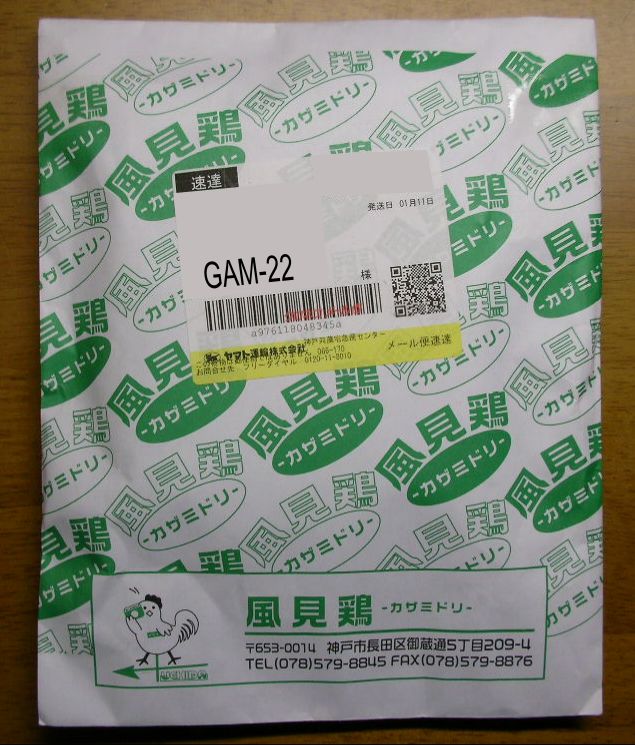 風見鶏
-カザミドリ-
速達
発送日 01月11日
GAM-22
様
a976118048345a
ヤマト運輸株式会社
メール便速達
お問合せ先 フリーダイヤル 0120-11-8010
風見鶏 -カザミドリ-
〒653-0014 神戸市長田区御蔵通5丁目209-4
TEL(078)579-8845 FAX(078)579-8876